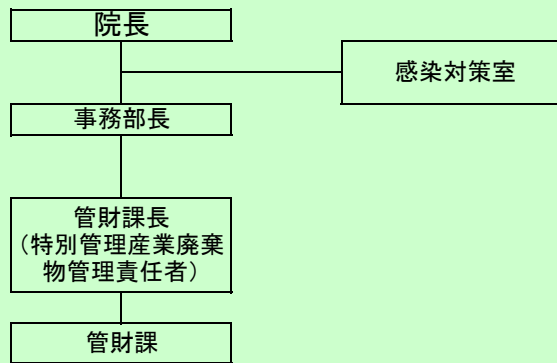 院長
感染対策室
事務部長
管財課長
（特別管理産業廃棄
物管理責任者）
管財課